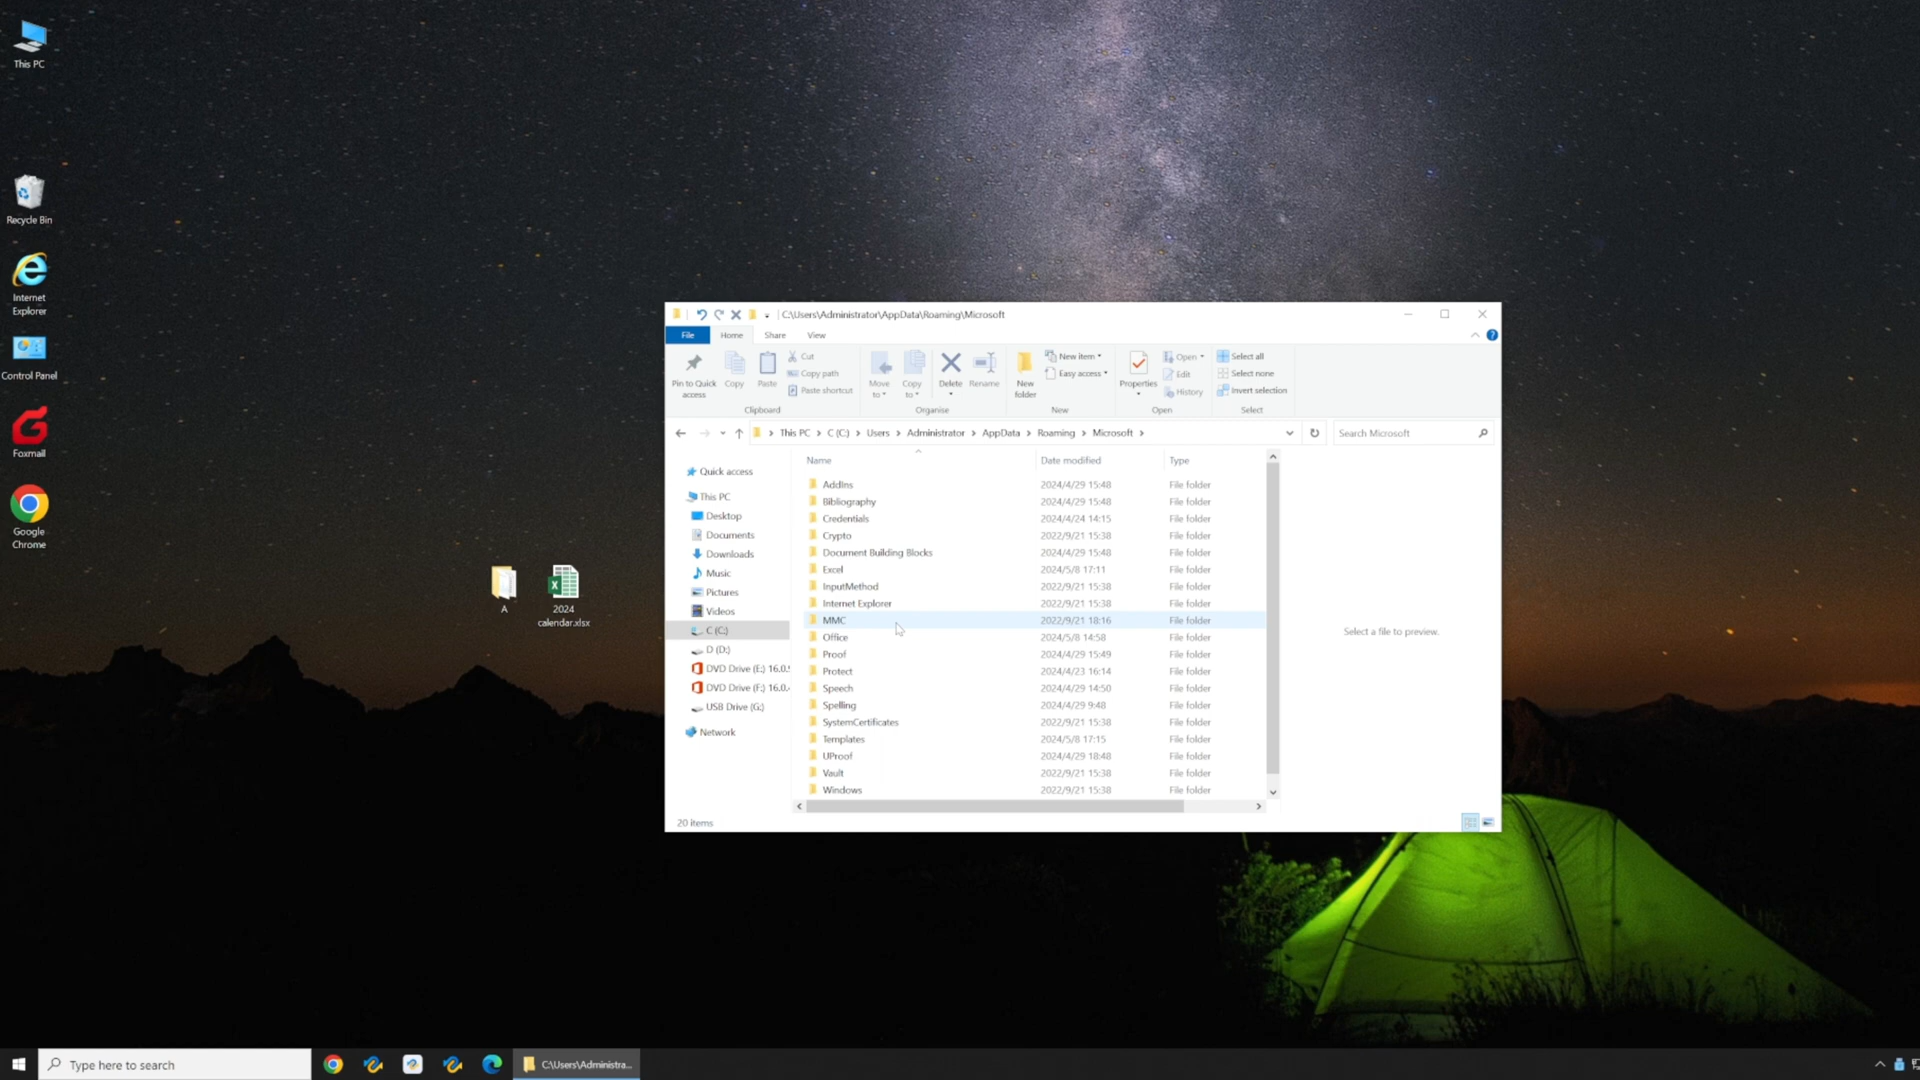 This PC
Recycle Bin
Internet
Explorer
Control Panel
Foxmail
Google
Chrome
A
2024
calendar.xlsx
C:\Users\Administrator\AppData\Roaming\Microsoft
File Home Share View
Pin to Quick
access
Copy
Paste
Cut
Copy path
Paste shortcut
Clipboard
Move
to
Copy
to
Delete
Rename
Organise
New
folder
New item
Easy access
New
Properties
Open
Edit
History
Open
Select all
Select none
Invert selection
Select
This PC > C (C:) > Users > Administrator > AppData > Roaming > Microsoft >
Search Microsoft
Quick access
This PC
Desktop
Documents
Downloads
Music
Pictures
Videos
C (C:)
D (D:)
DVD Drive (E:) 16.0.
DVD Drive (F:) 16.0.
USB Drive (G:)
Network
Name Date modified Type
AddIns 2024/4/29 15:48 File folder
Bibliography 2024/4/29 15:48 File folder
Credentials 2024/4/24 14:15 File folder
Crypto 2022/9/21 15:38 File folder
Document Building Blocks 2024/4/29 15:48 File folder
Excel 2024/5/8 17:11 File folder
InputMethod 2022/9/21 15:38 File folder
Internet Explorer 2022/9/21 15:38 File folder
MMC 2022/9/21 18:16 File folder
Office 2024/5/8 14:58 File folder
Proof 2024/4/29 15:49 File folder
Protect 2024/4/23 16:14 File folder
Speech 2024/4/29 14:50 File folder
Spelling 2024/4/29 9:48 File folder
SystemCertificates 2022/9/21 15:38 File folder
Templates 2024/5/8 17:15 File folder
UProof 2024/4/29 18:48 File folder
Vault 2022/9/21 15:38 File folder
Windows 2022/9/21 15:38 File folder
Select a file to preview.
20 items
Type here to search
C:\Users\Administra...